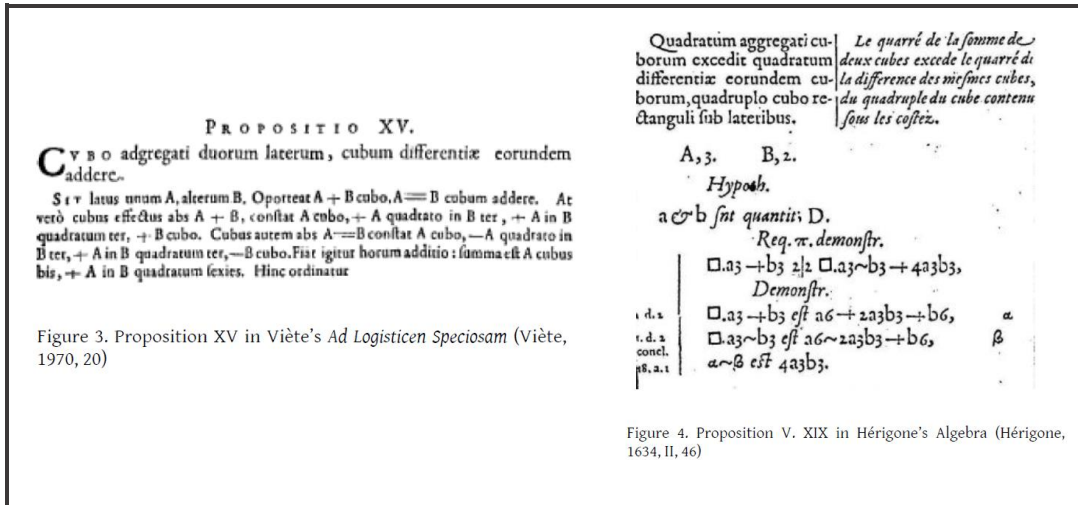 PROPOSITIO XV.
CVBO adgregati duorum laterum, cubum differentiæ eorundem
addere.
SIT latus unum A, alterum B, Oporteat A + B cubo, A == B cubum addere. At
verò cubus effectus abs A + B, conſtat A cubo, + A quadrato in B ter, + A in B
quadratum ter, + B cubo. Cubus autem abs A == B conſtat A cubo, — A quadrato in
B ter, + A in B quadratum ter, — B cubo. Fiat igitur horum additio: ſumma eſt A cubus
bis, + A in B quadratum ſexies. Hinc ordinatur
Figure 3. Proposition XV in Viète’s Ad Logisticen Speciosam (Viète,
1970, 20)
Quadratum aggregati cu-
borum excedit quadratum
differentiæ eorundem cu-
borum, quadruplo cubo re-
ctanguli ſub lateribus.
Le quarré de la ſomme de
deux cubes excede le quarré de
la difference des meſmes cubes,
du quadruple du cube contenu
ſous les coſtez.
A, 3. B, 2.
Hypoth.
a & b ſnt quantit; D.
Req. π. demonſtr.
□.a3+b3 2|2 □.a3~b3+4a3b3,
Demonſtr.
d.2 □.a3+b3 eſt a6+2a3b3+b6, α
1.d.2 □.a3~b3 eſt a6~2a3b3+b6, β
concl.
18.a.1 α~β eſt 4a3b3.
Figure 4. Proposition V. XIX in Hérigone’s Algebra (Hérigone,
1634, II, 46)